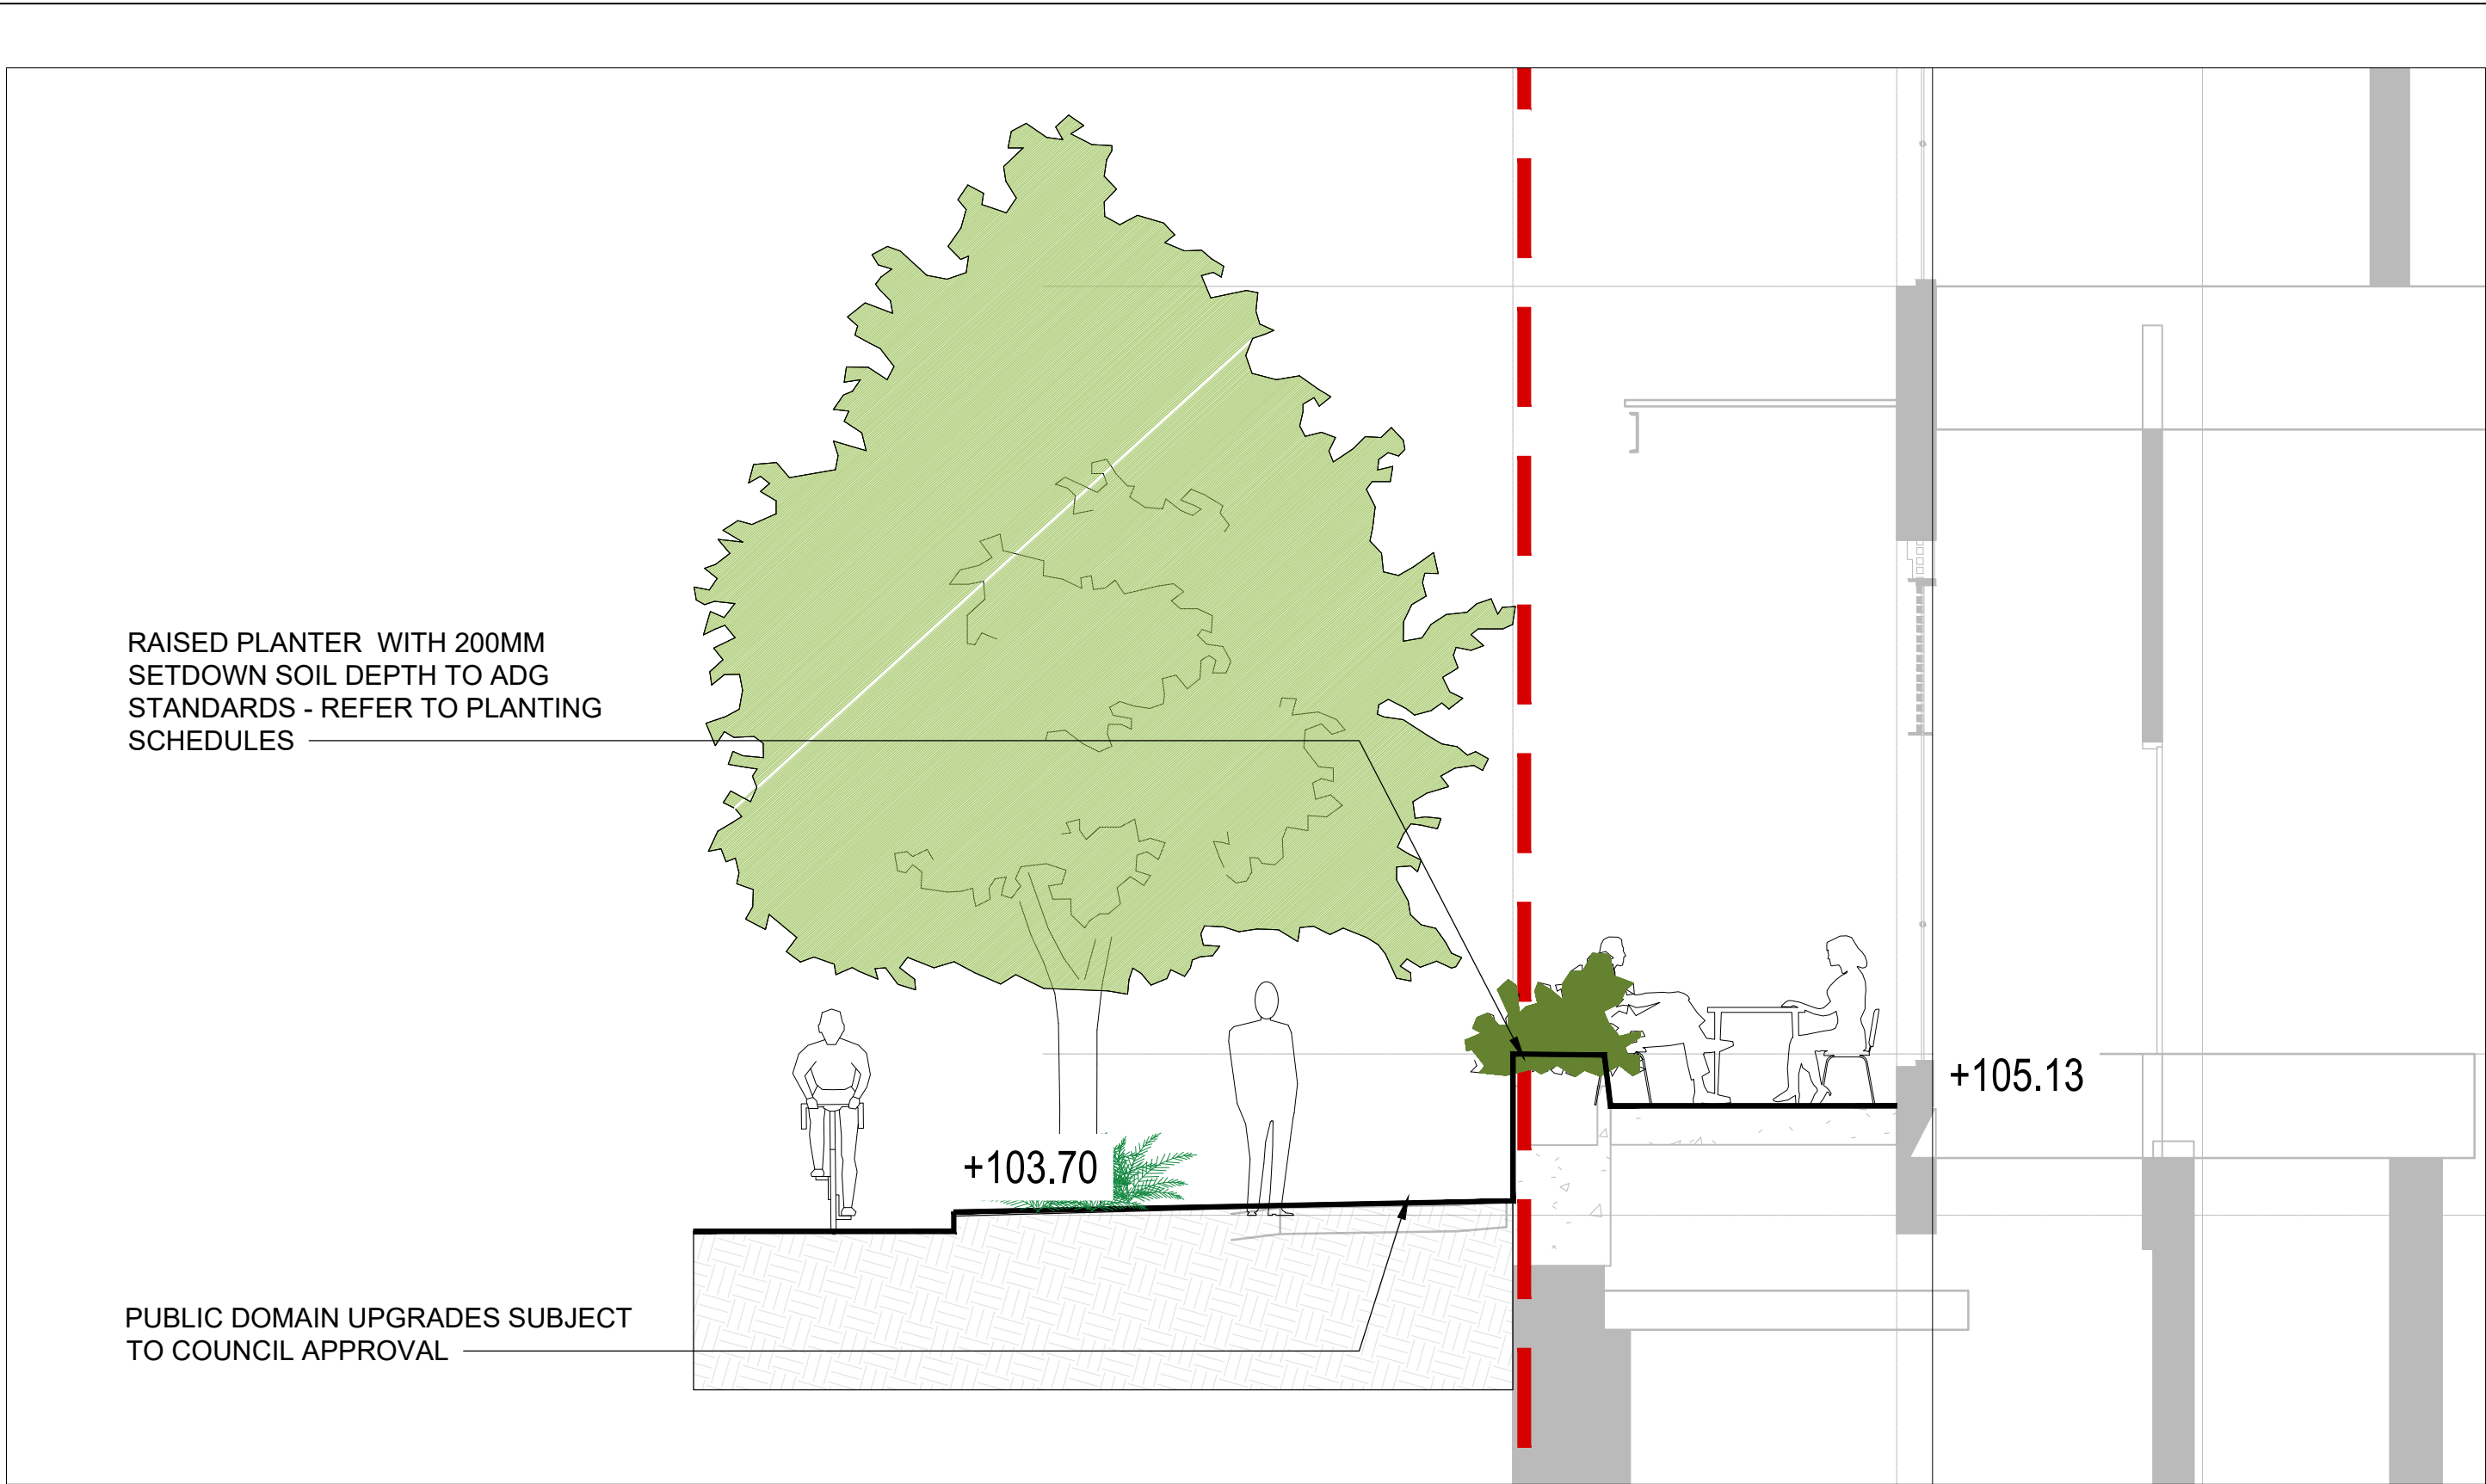 RAISED PLANTER WITH 200MM
SETDOWN SOIL DEPTH TO ADG
STANDARDS - REFER TO PLANTING
SCHEDULES
+105.13
+103.70
PUBLIC DOMAIN UPGRADES SUBJECT
TO COUNCIL APPROVAL